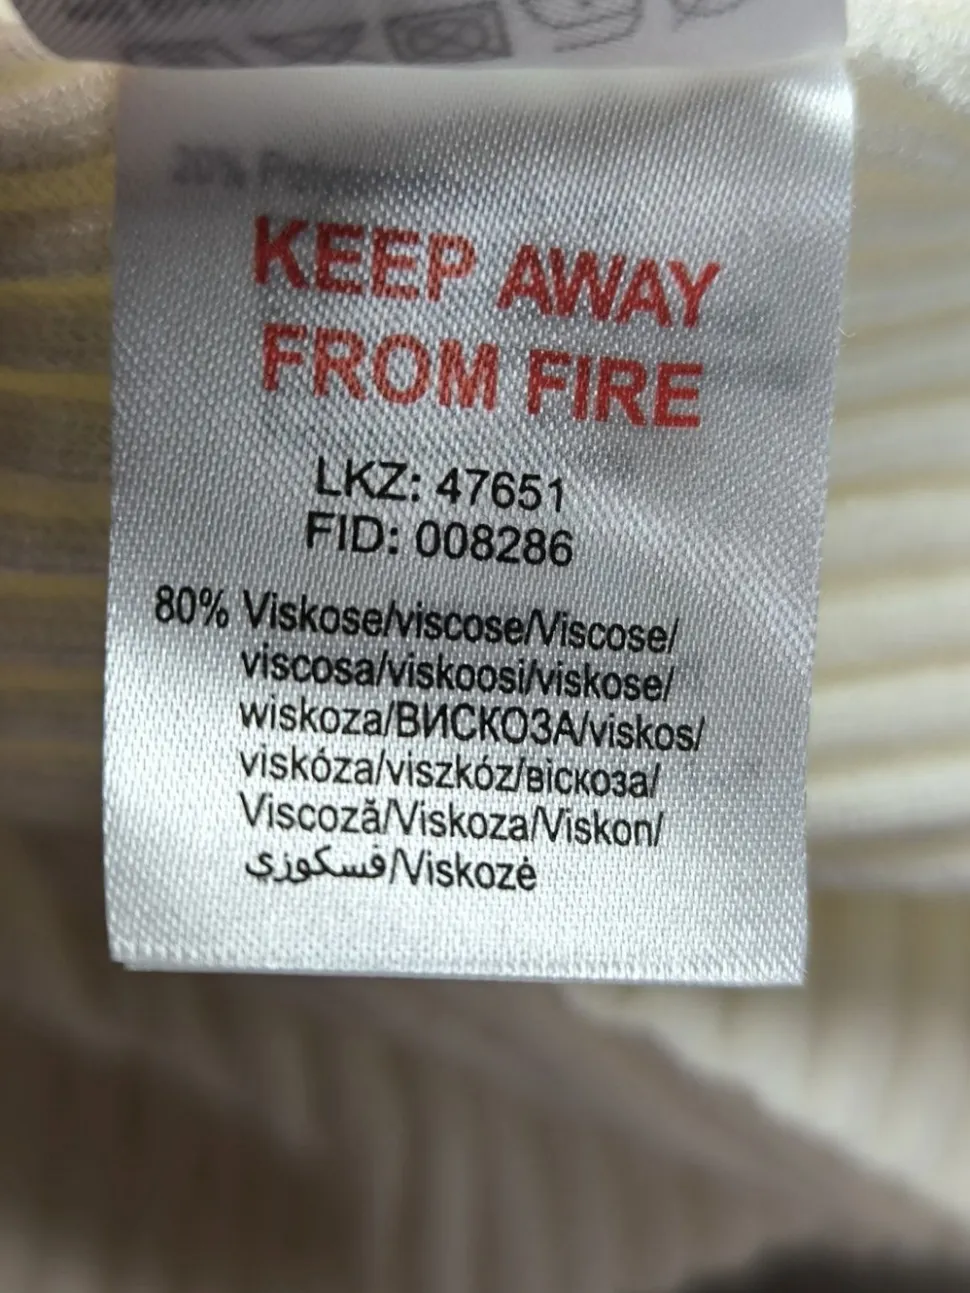 20%
KEEP AWAY
FROM FIRE
LKZ: 47651
FID: 008286
80% Viskose/viscose/Viscose/
viscosa/viskoosi/viskose/
wiskoza/ВИСКОЗА/viskos/
viskóza/viszkóz/віскоза/
Viscoză/Viskoza/Viskon/
فسكوزي/Viskozė